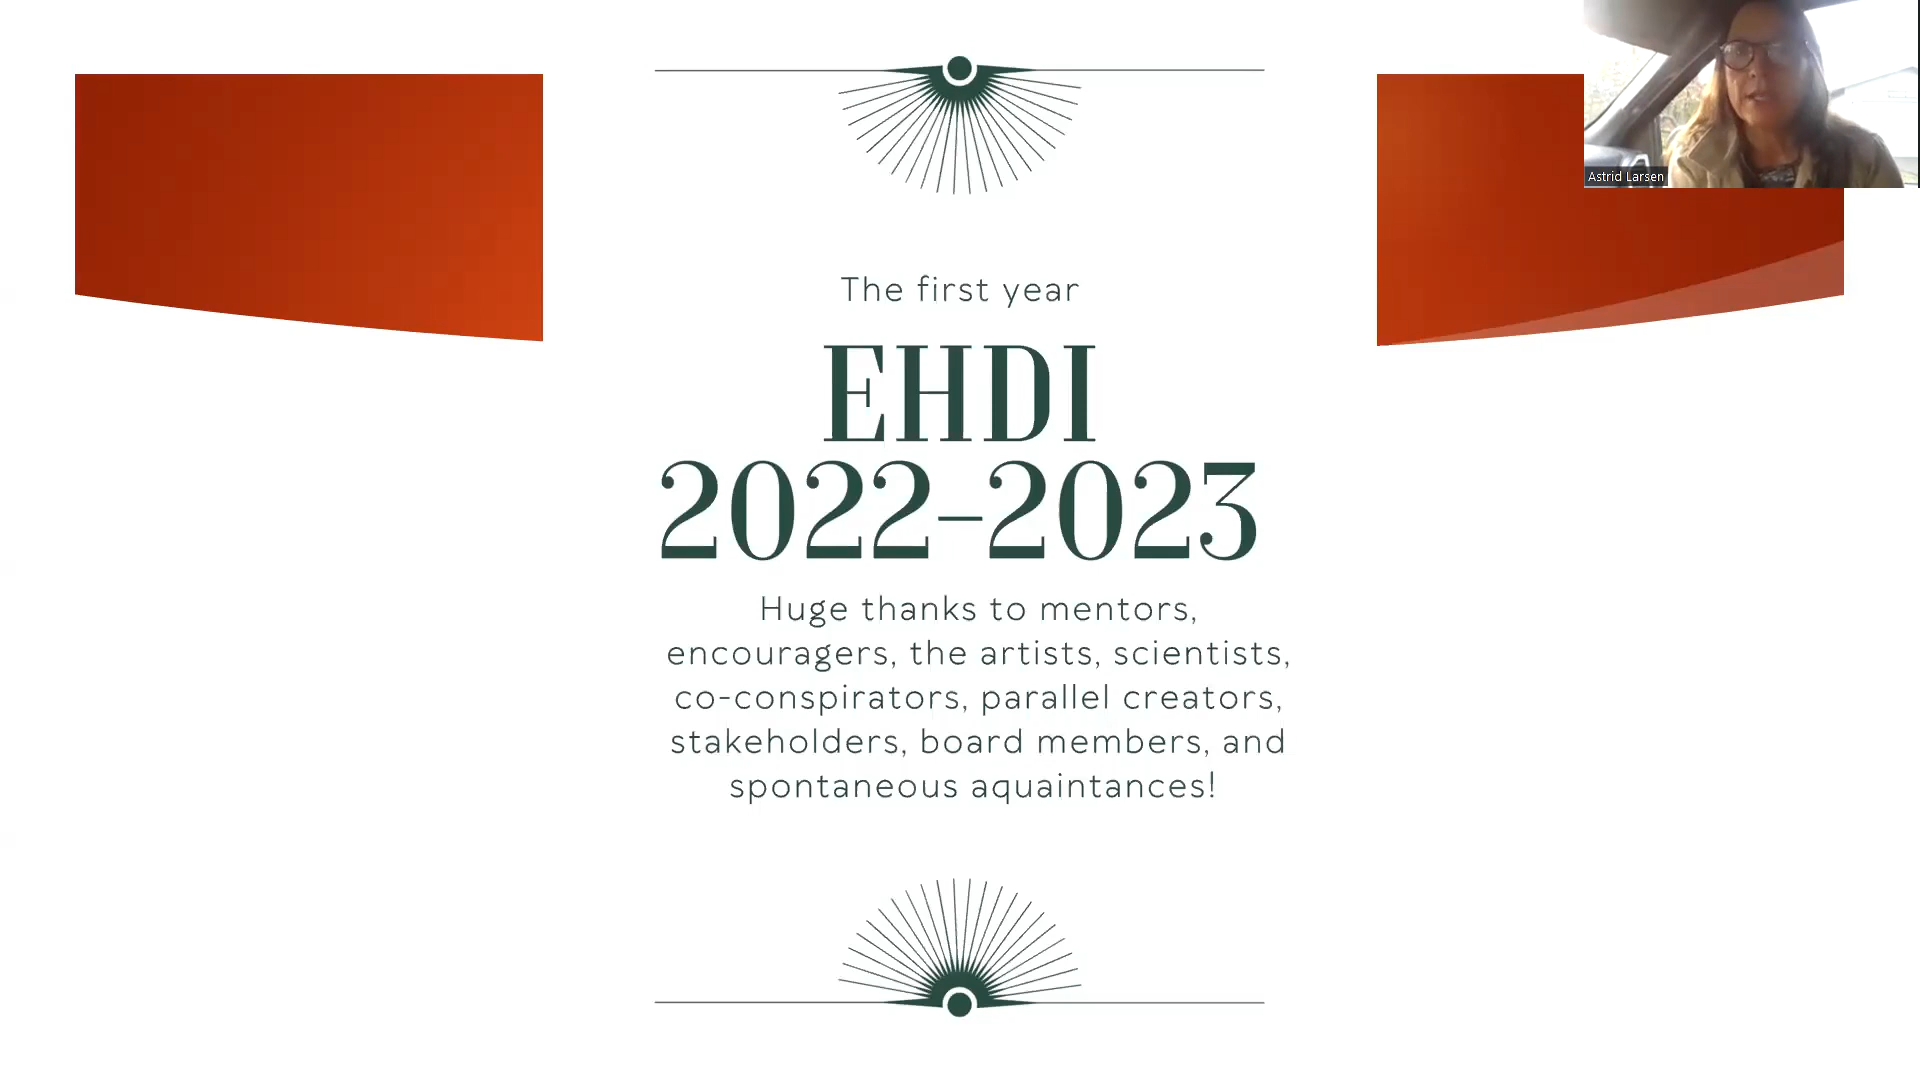 Astrid Larsen
The first year
EHDI
2022-2023
Huge thanks to mentors,
encouragers, the artists, scientists,
co-conspirators, parallel creators,
stakeholders, board members, and
spontaneous aquaintances!